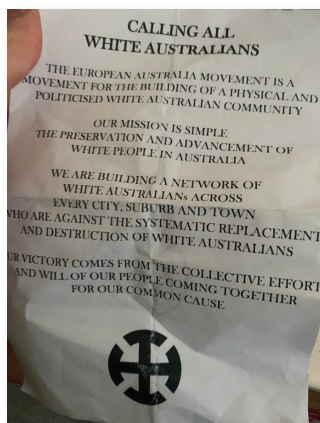 CALLING ALL
WHITE AUSTRALIANS
THE EUROPEAN AUSTRALIA MOVEMENT IS A
MOVEMENT FOR THE BUILDING OF A PHYSICAL AND
POLITICISED WHITE AUSTRALIAN COMMUNITY
OUR MISSION IS SIMPLE
THE PRESERVATION AND ADVANCEMENT OF
WHITE PEOPLE IN AUSTRALIA
WE ARE BUILDING A NETWORK OF
WHITE AUSTRALIANS ACROSS
EVERY CITY, SUBURB AND TOWN
WHO ARE AGAINST THE SYSTEMATIC REPLACEMENT
AND DESTRUCTION OF WHITE AUSTRALIANS
UR VICTORY COMES FROM THE COLLECTIVE EFFORT
AND WILL OF OUR PEOPLE COMING TOGETHER
FOR OUR COMMON CAUSE